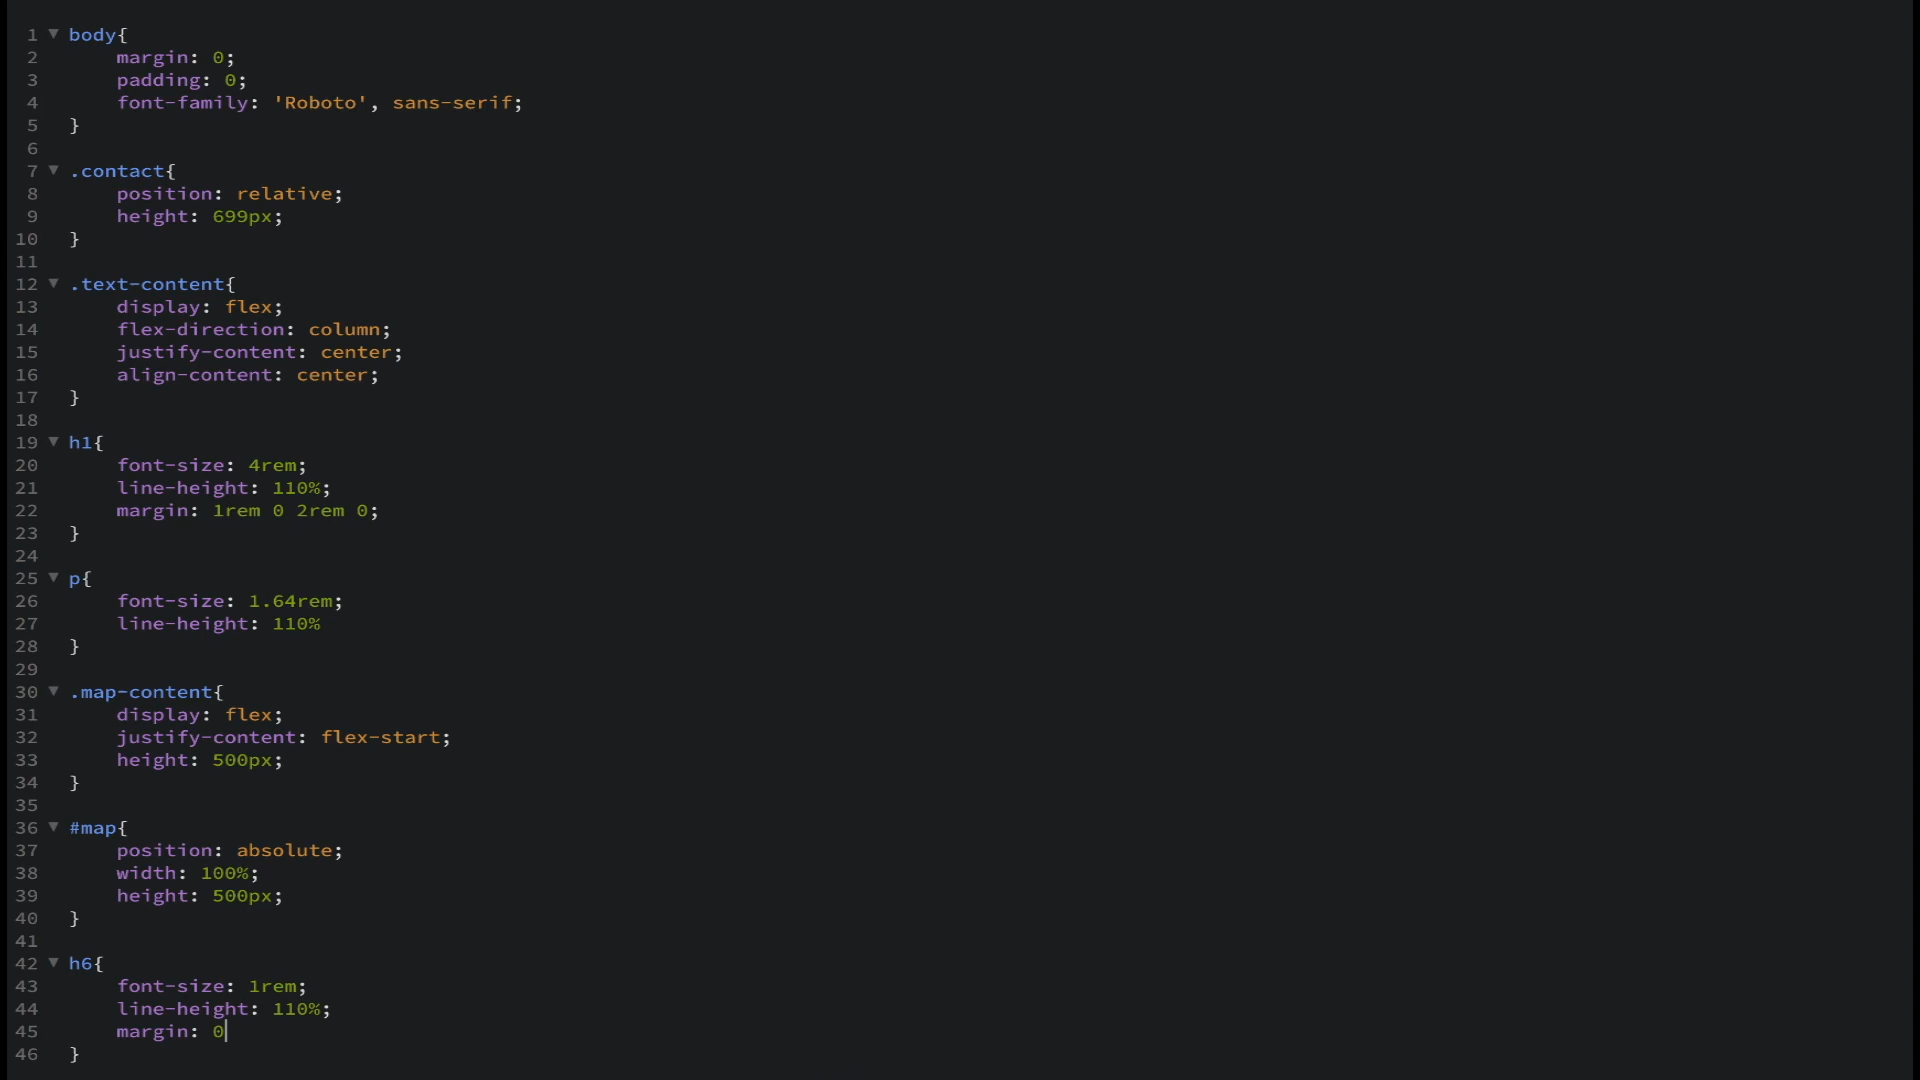 1 ▼ body{
2 margin: 0;
3 padding: 0;
4 font-family: 'Roboto', sans-serif;
5 }
6
7 ▼ .contact{
8 position: relative;
9 height: 699px;
10 }
11
12 ▼ .text-content{
13 display: flex;
14 flex-direction: column;
15 justify-content: center;
16 align-content: center;
17 }
18
19 ▼ h1{
20 font-size: 4rem;
21 line-height: 110%;
22 margin: 1rem 0 2rem 0;
23 }
24
25 ▼ p{
26 font-size: 1.64rem;
27 line-height: 110%
28 }
29
30 ▼ .map-content{
31 display: flex;
32 justify-content: flex-start;
33 height: 500px;
34 }
35
36 ▼ #map{
37 position: absolute;
38 width: 100%;
39 height: 500px;
40 }
41
42 ▼ h6{
43 font-size: 1rem;
44 line-height: 110%;
45 margin: 0
46 }